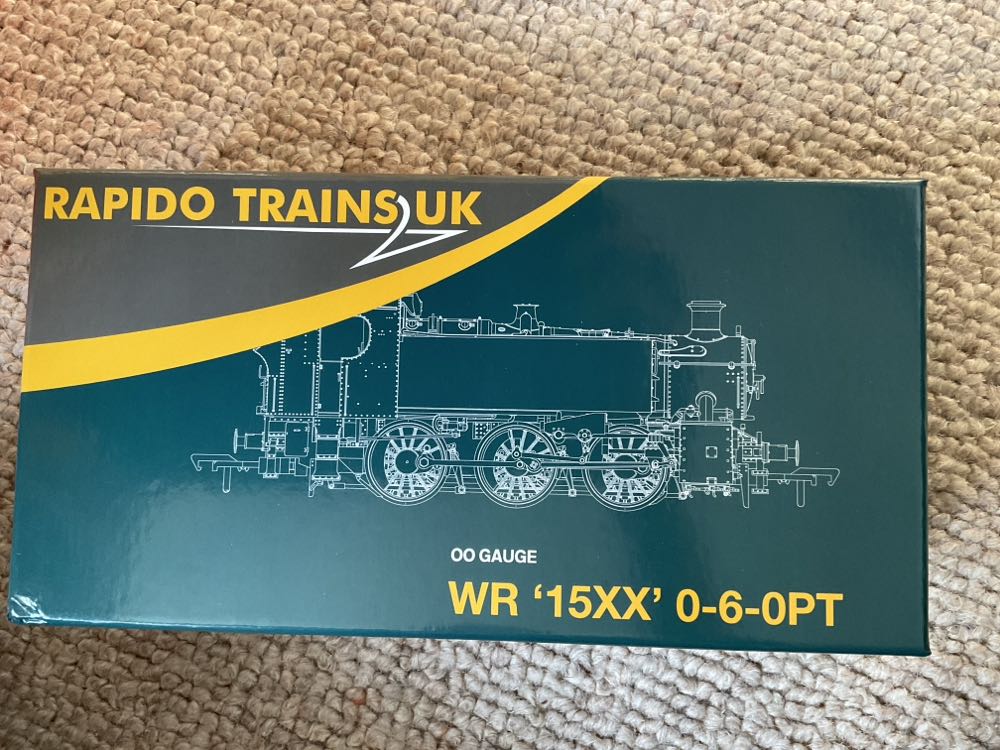 RAPIDO TRAINS UK
OO GAUGE
WR ‘15XX’ 0-6-0PT